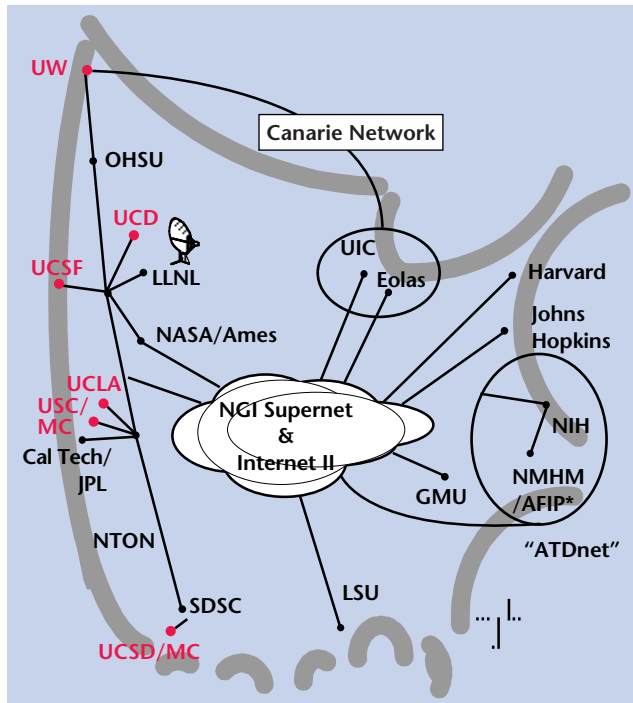 UW
Canarie Network
OHSU
UCD
UIC
UCSF
LLNL
Eolas
Harvard
Johns
Hopkins
NASA/Ames
UCLA
USC/
MC
NGI Supernet
&
Internet II
NIH
Cal Tech/
JPL
GMU
NMHM
/AFIP*
NTON
“ATDnet”
SDSC
LSU
UCSD/MC